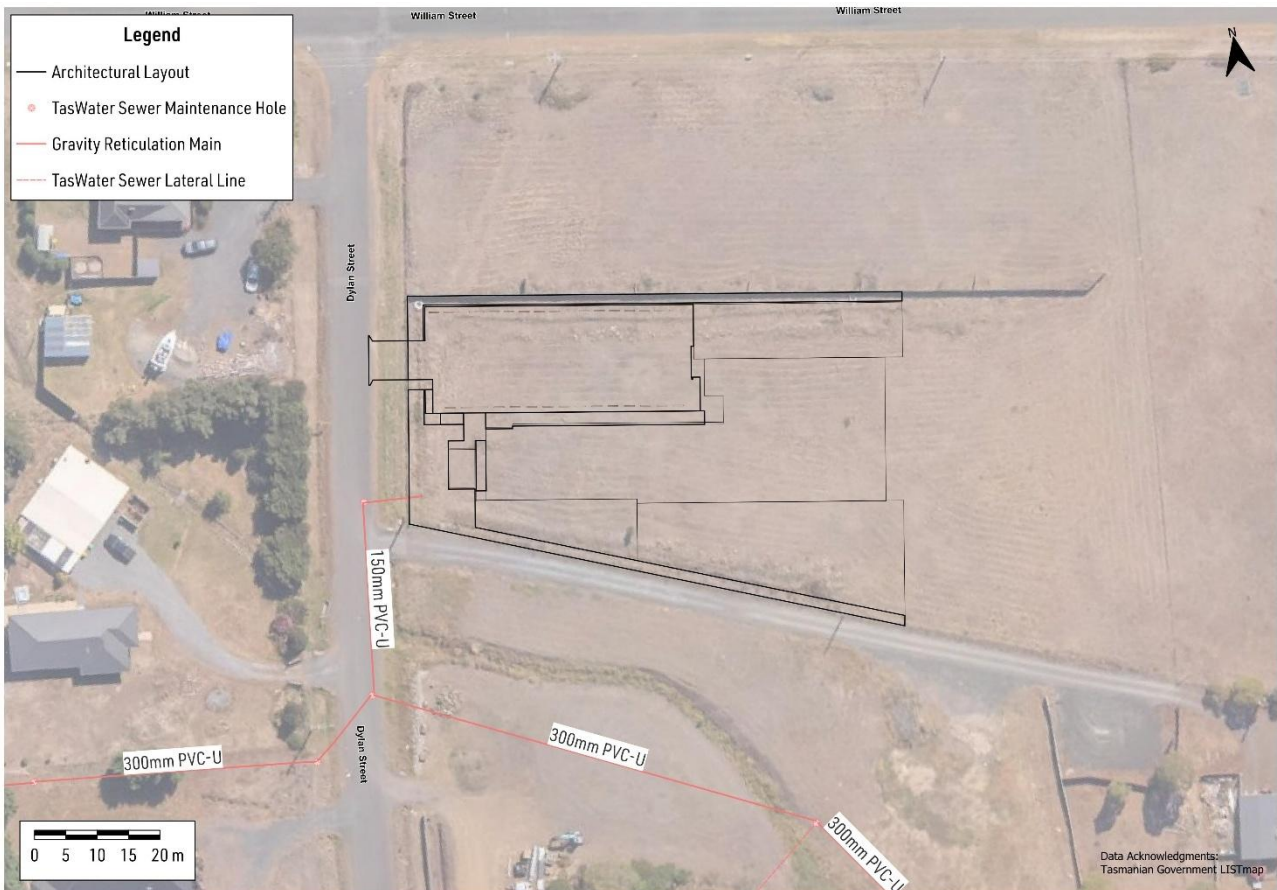 William Street
William Street
William Street
N
Legend
Architectural Layout
TasWater Sewer Maintenance Hole
Gravity Reticulation Main
TasWater Sewer Lateral Line
Dylan Street
150mm PVC-U
300mm PVC-U
300mm PVC-U
Dylan Street
300mm PVC-U
0 5 10 15 20 m
Data Acknowledgments:
Tasmanian Government LISTmap